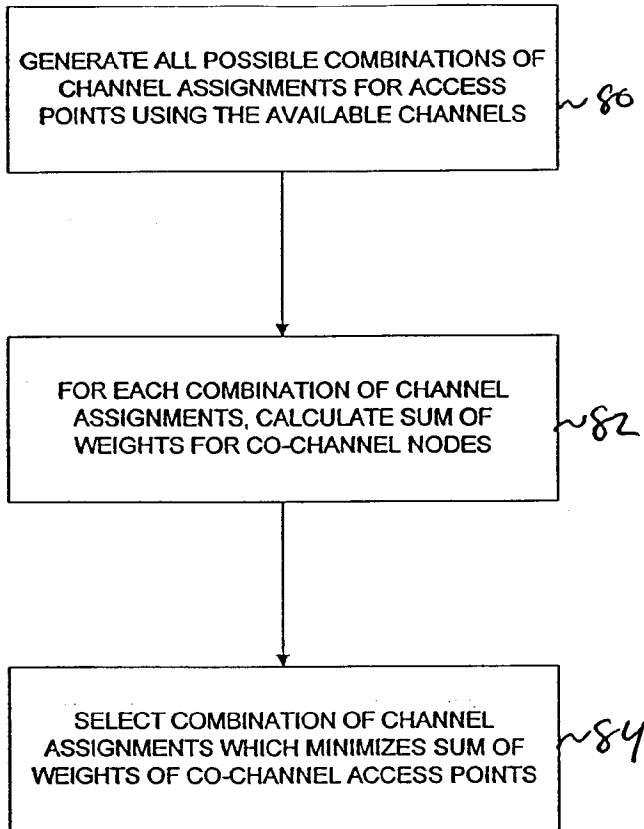 GENERATE ALL POSSIBLE COMBINATIONS OF
CHANNEL ASSIGNMENTS FOR ACCESS
POINTS USING THE AVAILABLE CHANNELS
~80
FOR EACH COMBINATION OF CHANNEL
ASSIGNMENTS, CALCULATE SUM OF
WEIGHTS FOR CO-CHANNEL NODES
~82
SELECT COMBINATION OF CHANNEL
ASSIGNMENTS WHICH MINIMIZES SUM OF
WEIGHTS OF CO-CHANNEL ACCESS POINTS
~84